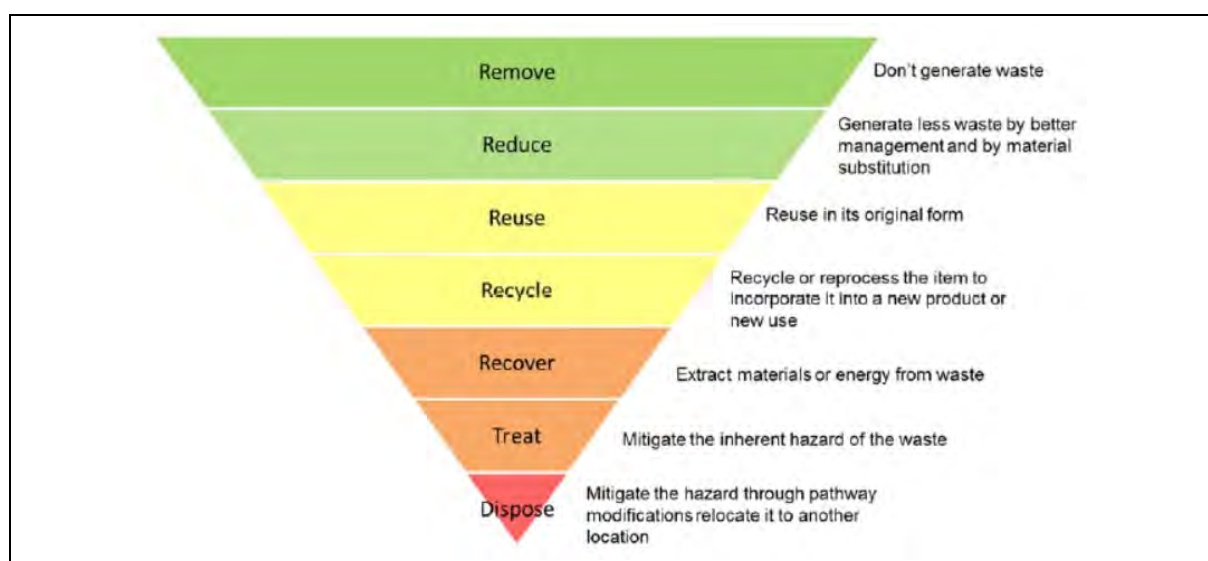 Remove
Don't generate waste
Reduce
Generate less waste by better
management and by material
substitution
Reuse
Reuse in its original form
Recycle
Recycle or reprocess the item to
incorporate it into a new product or
new use
Recover
Extract materials or energy from waste
Treat
Mitigate the inherent hazard of the waste
Dispose
Mitigate the hazard through pathway
modifications relocate it to another
location